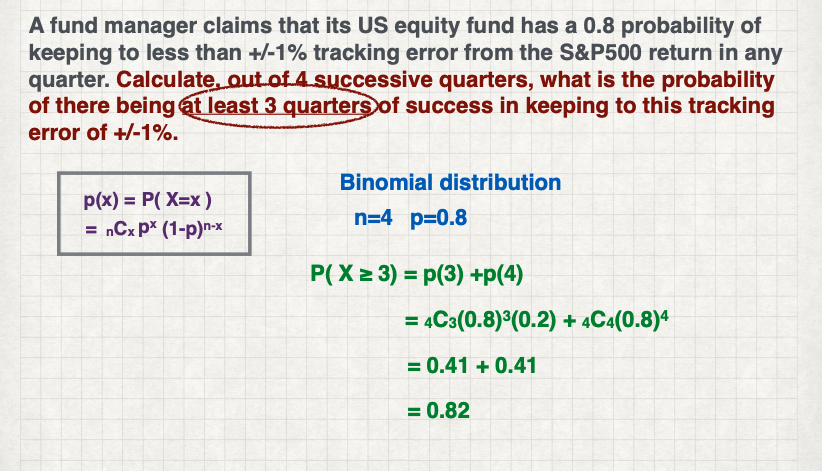 A fund manager claims that its US equity fund has a 0.8 probability of
keeping to less than +/-1% tracking error from the S&P500 return in any
quarter. Calculate, out of 4 successive quarters, what is the probability
of there being at least 3 quarters of success in keeping to this tracking
error of +/-1%.
p(x) = P( X=x )
= ₙCₓ pˣ (1-p)ⁿ⁻ˣ
Binomial distribution
n=4 p=0.8
P( X ≥ 3) = p(3) +p(4)
= ₄C₃(0.8)³(0.2) + ₄C₄(0.8)⁴
= 0.41 + 0.41
= 0.82